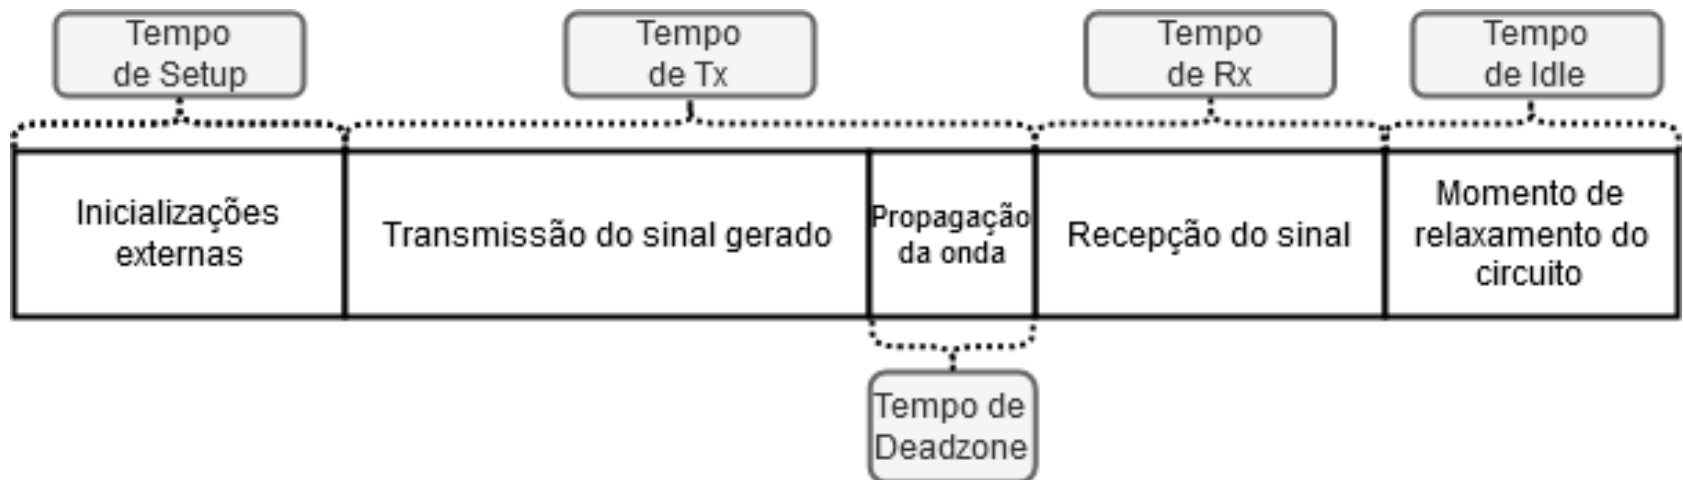 Tempo
de Setup
Tempo
de Tx
Tempo
de Rx
Tempo
de Idle
Inicializações
externas
Transmissão do sinal gerado
Propagação
da onda
Recepção do sinal
Momento de
relaxamento do
circuito
Tempo de
Deadzone